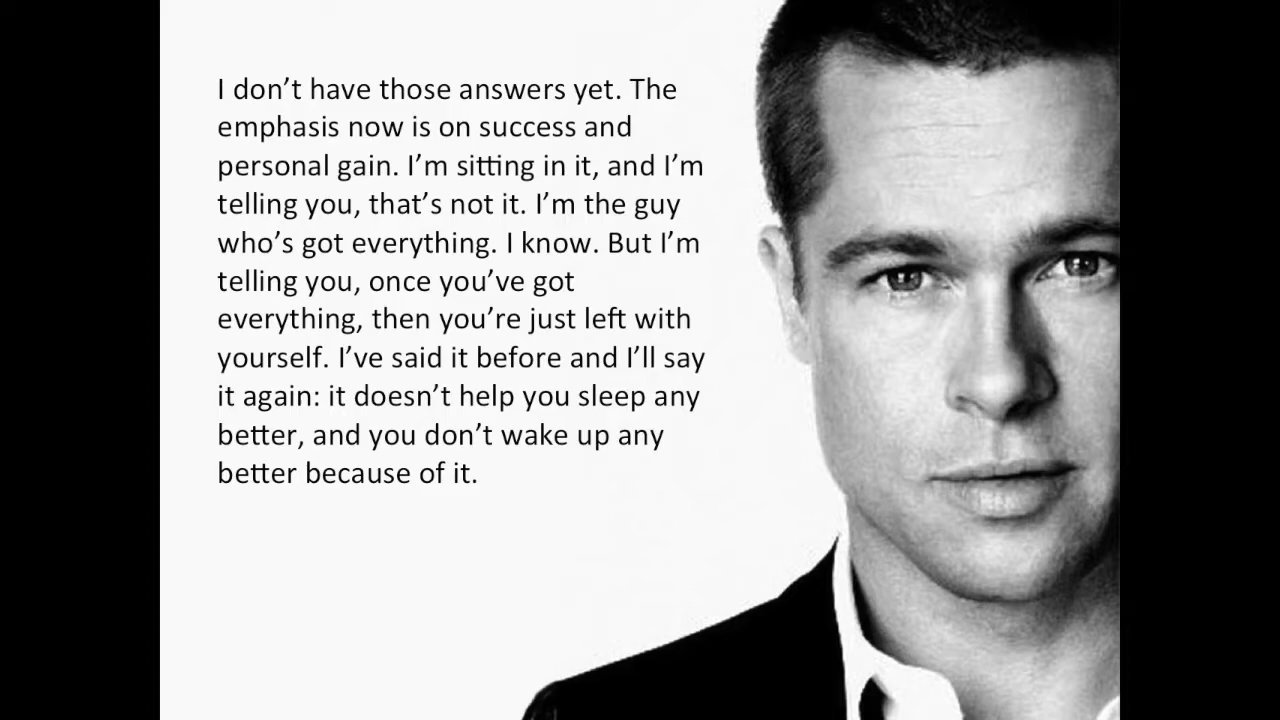 I don’t have those answers yet. The
emphasis now is on success and
personal gain. I’m sitting in it, and I’m
telling you, that’s not it. I’m the guy
who’s got everything. I know. But I’m
telling you, once you’ve got
everything, then you’re just left with
yourself. I’ve said it before and I’ll say
it again: it doesn’t help you sleep any
better, and you don’t wake up any
better because of it.